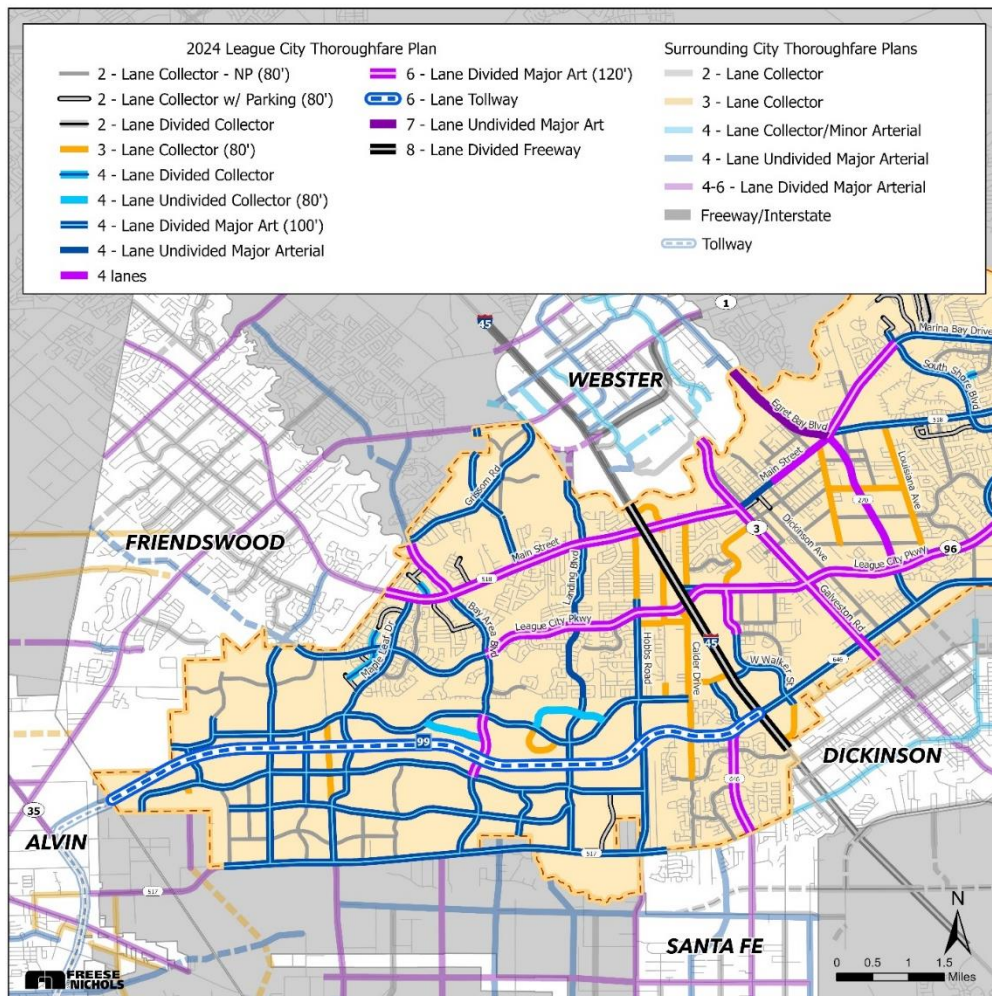 2024 League City Thoroughfare Plan
2 - Lane Collector - NP (80')
2 - Lane Collector w/ Parking (80')
2 - Lane Divided Collector
3 - Lane Collector (80')
4 - Lane Divided Collector
4 - Lane Undivided Collector (80')
4 - Lane Divided Major Art (100')
4 - Lane Undivided Major Arterial
4 lanes
6 - Lane Divided Major Art (120')
6 - Lane Tollway
7 - Lane Undivided Major Art
8 - Lane Divided Freeway
Surrounding City Thoroughfare Plans
2 - Lane Collector
3 - Lane Collector
4 - Lane Collector/Minor Arterial
4 - Lane Undivided Major Arterial
4-6 - Lane Divided Major Arterial
Freeway/Interstate
Tollway
1
45
Marina Bay Drive
WEBSTER
South Shore Blvd
Egret Bay Blvd
518
Main Street
Louisiana Ave
Grissom Rd
270
3
Dickinson Ave
FRIENDSWOOD
Main Street
518
Landing Blvd
League City Pkwy
96
Bay Area Blvd
League City Pkwy
Maple Leaf Dr
Hobbs Road
45
Calder Drive
Galveston Rd
W Walker St
646
99
DICKINSON
646
35
ALVIN
517
517
SANTA FE
N
0 0.5 1 1.5
Miles
FREESE
NICHOLS